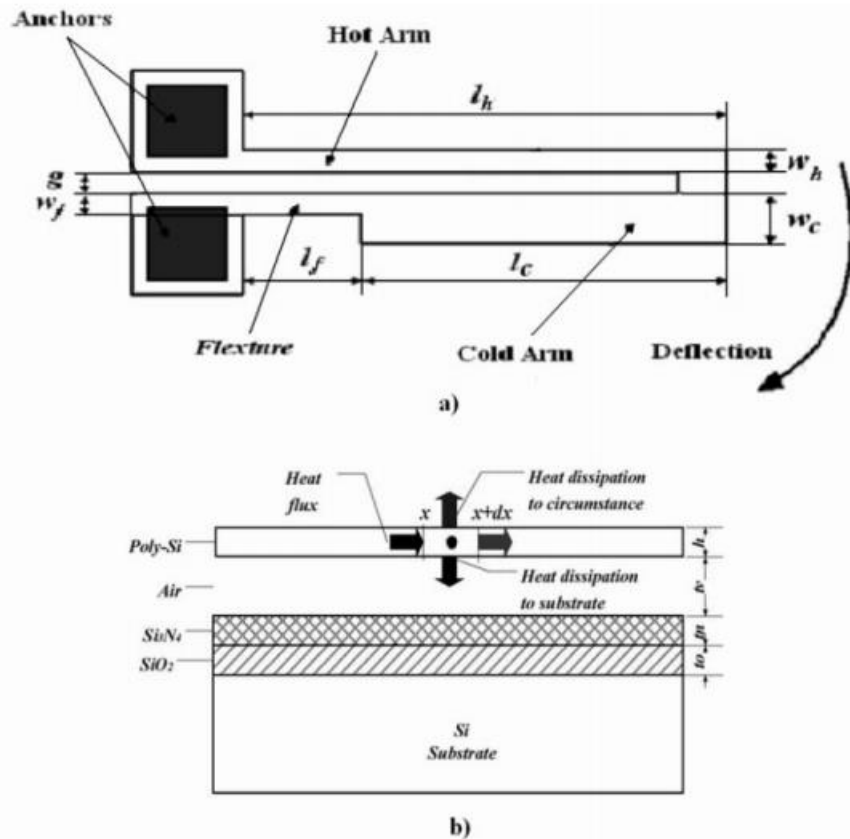 Anchors
Hot Arm
l_h
w_h
g
w_f
w_c
l_f
l_c
Flexture
Cold Arm
Deflection
a)
Heat
flux
x
x+dx
Heat dissipation
to circumstance
Poly-Si
h
Air
Heat dissipation
to substrate
tv
Si₃N₄
tn
SiO₂
to
Si
Substrate
b)